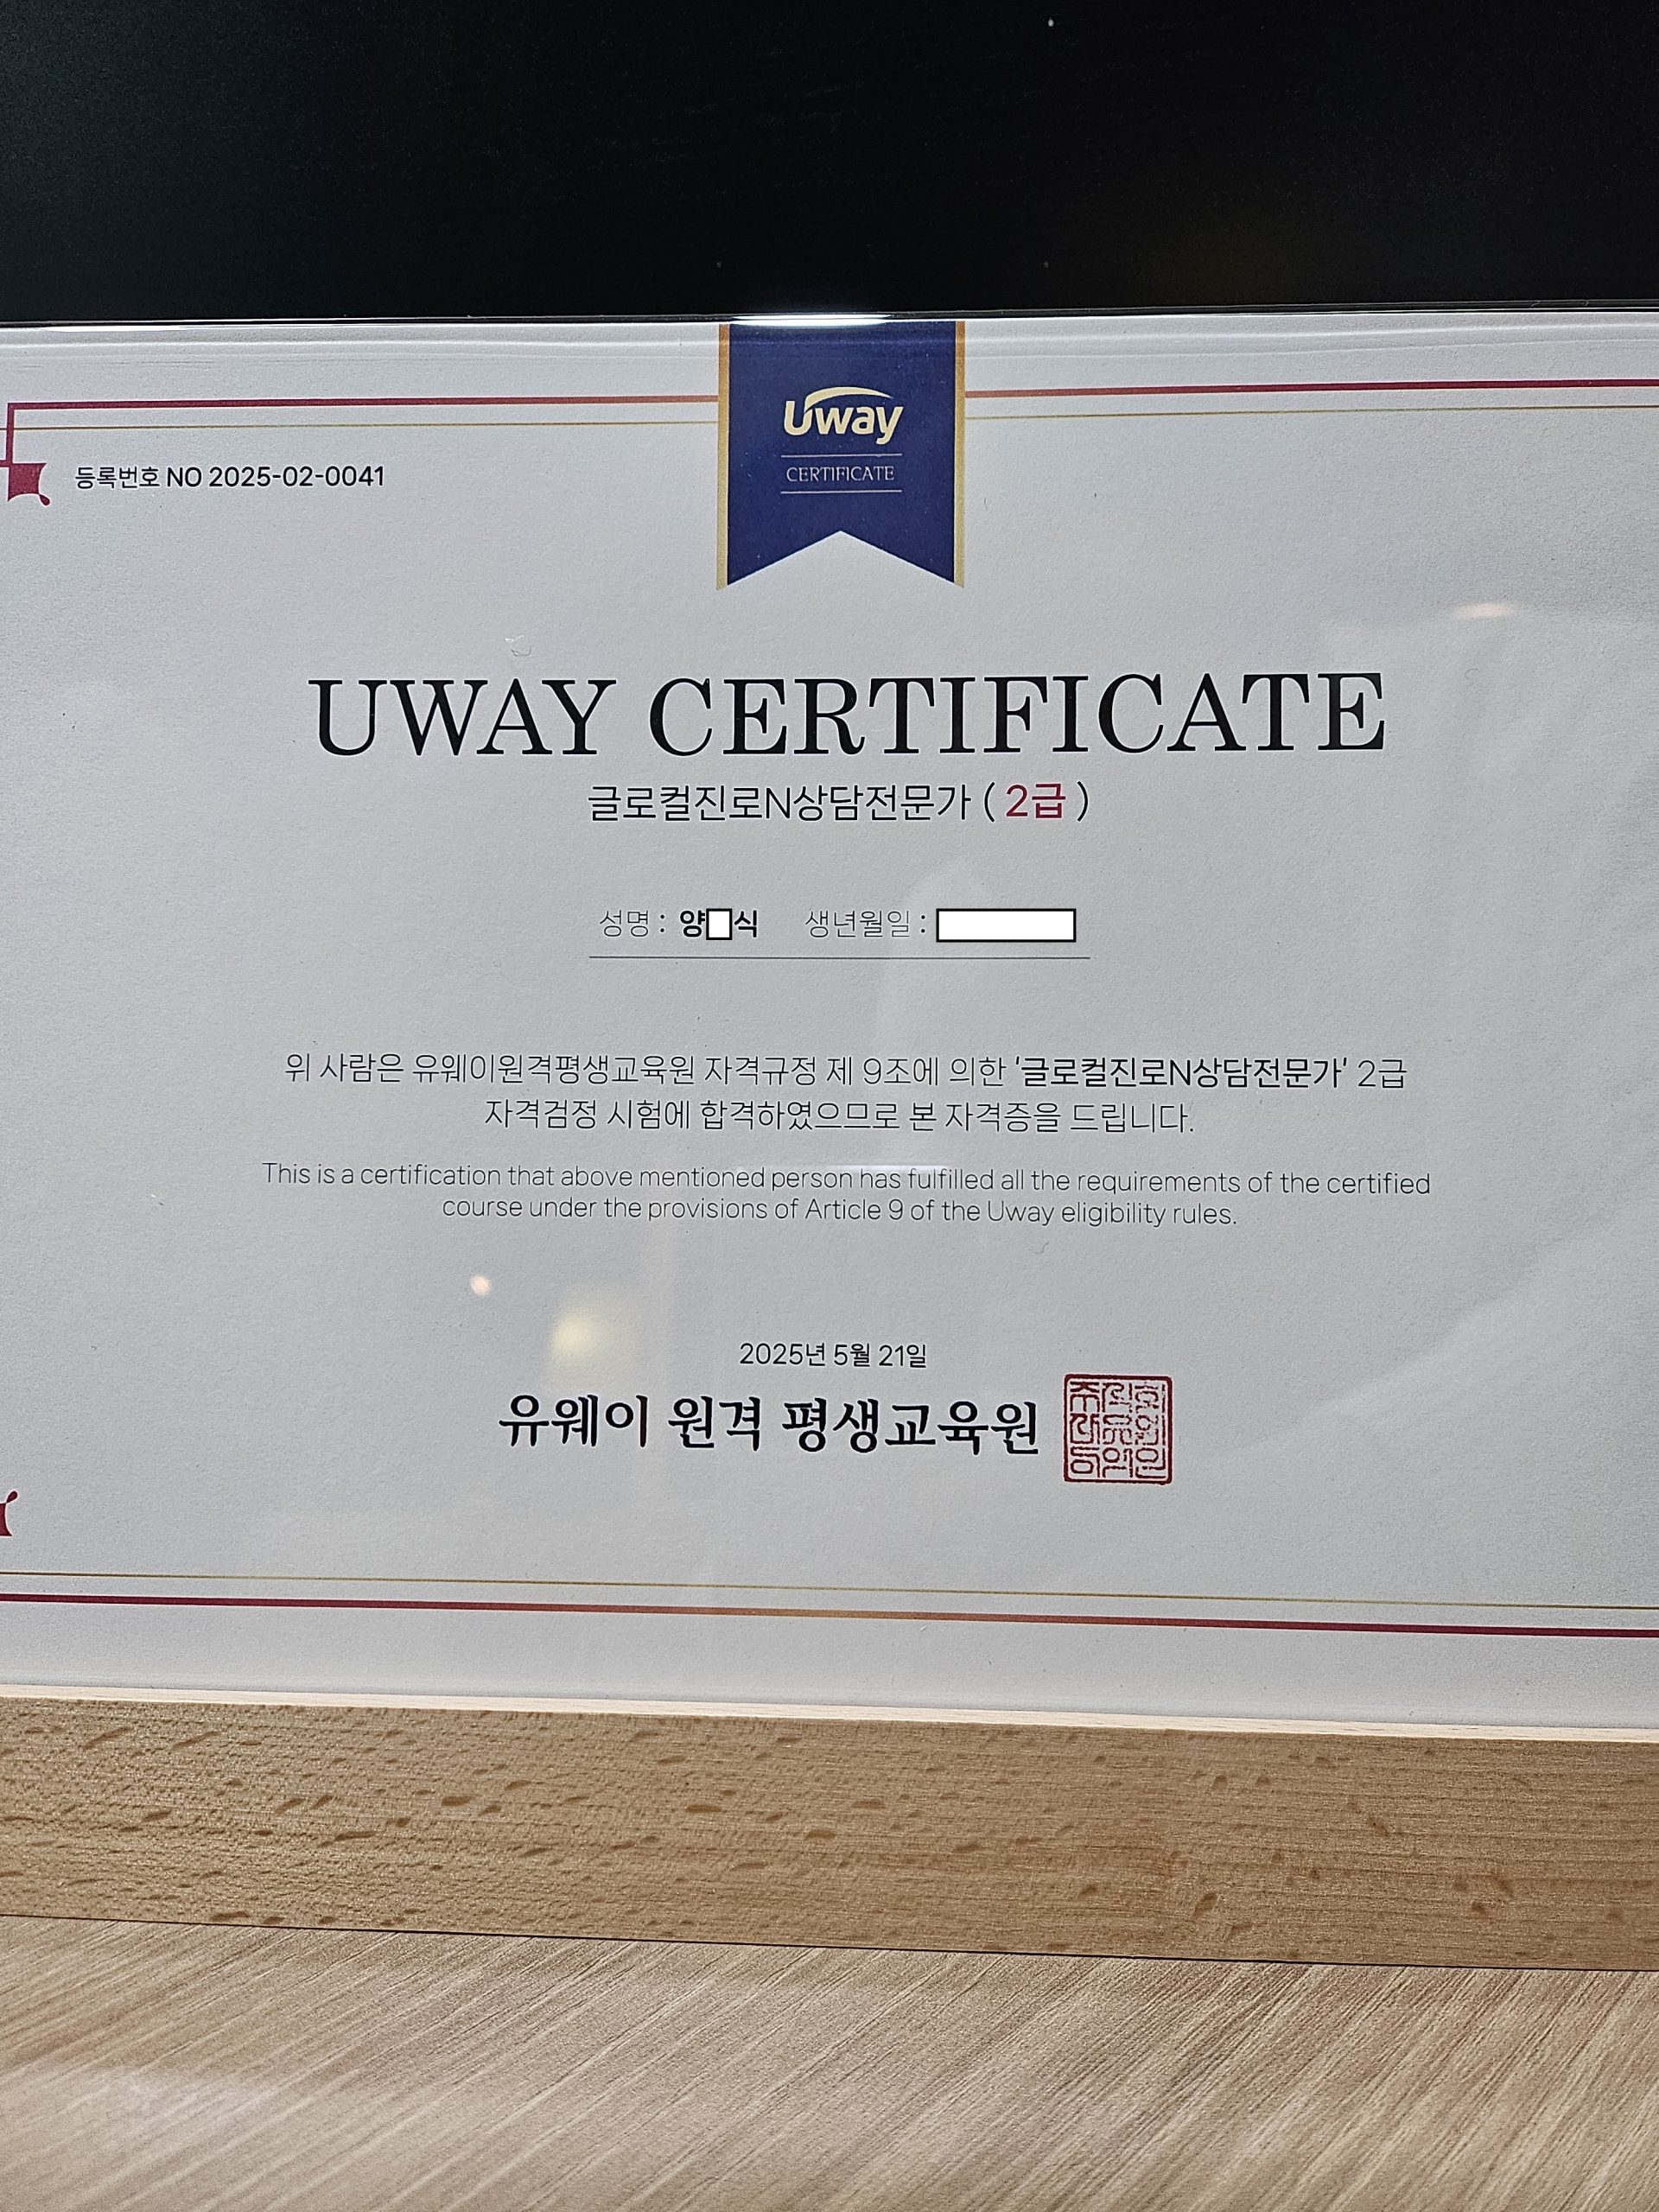 Uway
CERTIFICATE
등록번호 NO 2025-02-0041
UWAY CERTIFICATE
글로컬진로N상담전문가 ( 2급 )
성명 : 양 식 생년월일 :
위 사람은 유웨이원격평생교육원 자격규정 제 9조에 의한 ‘글로컬진로N상담전문가’ 2급
자격검정 시험에 합격하였으므로 본 자격증을 드립니다.
This is a certification that above mentioned person has fulfilled all the requirements of the certified
course under the provisions of Article 9 of the Uway eligibility rules.
2025년 5월 21일
유웨이 원격 평생교육원